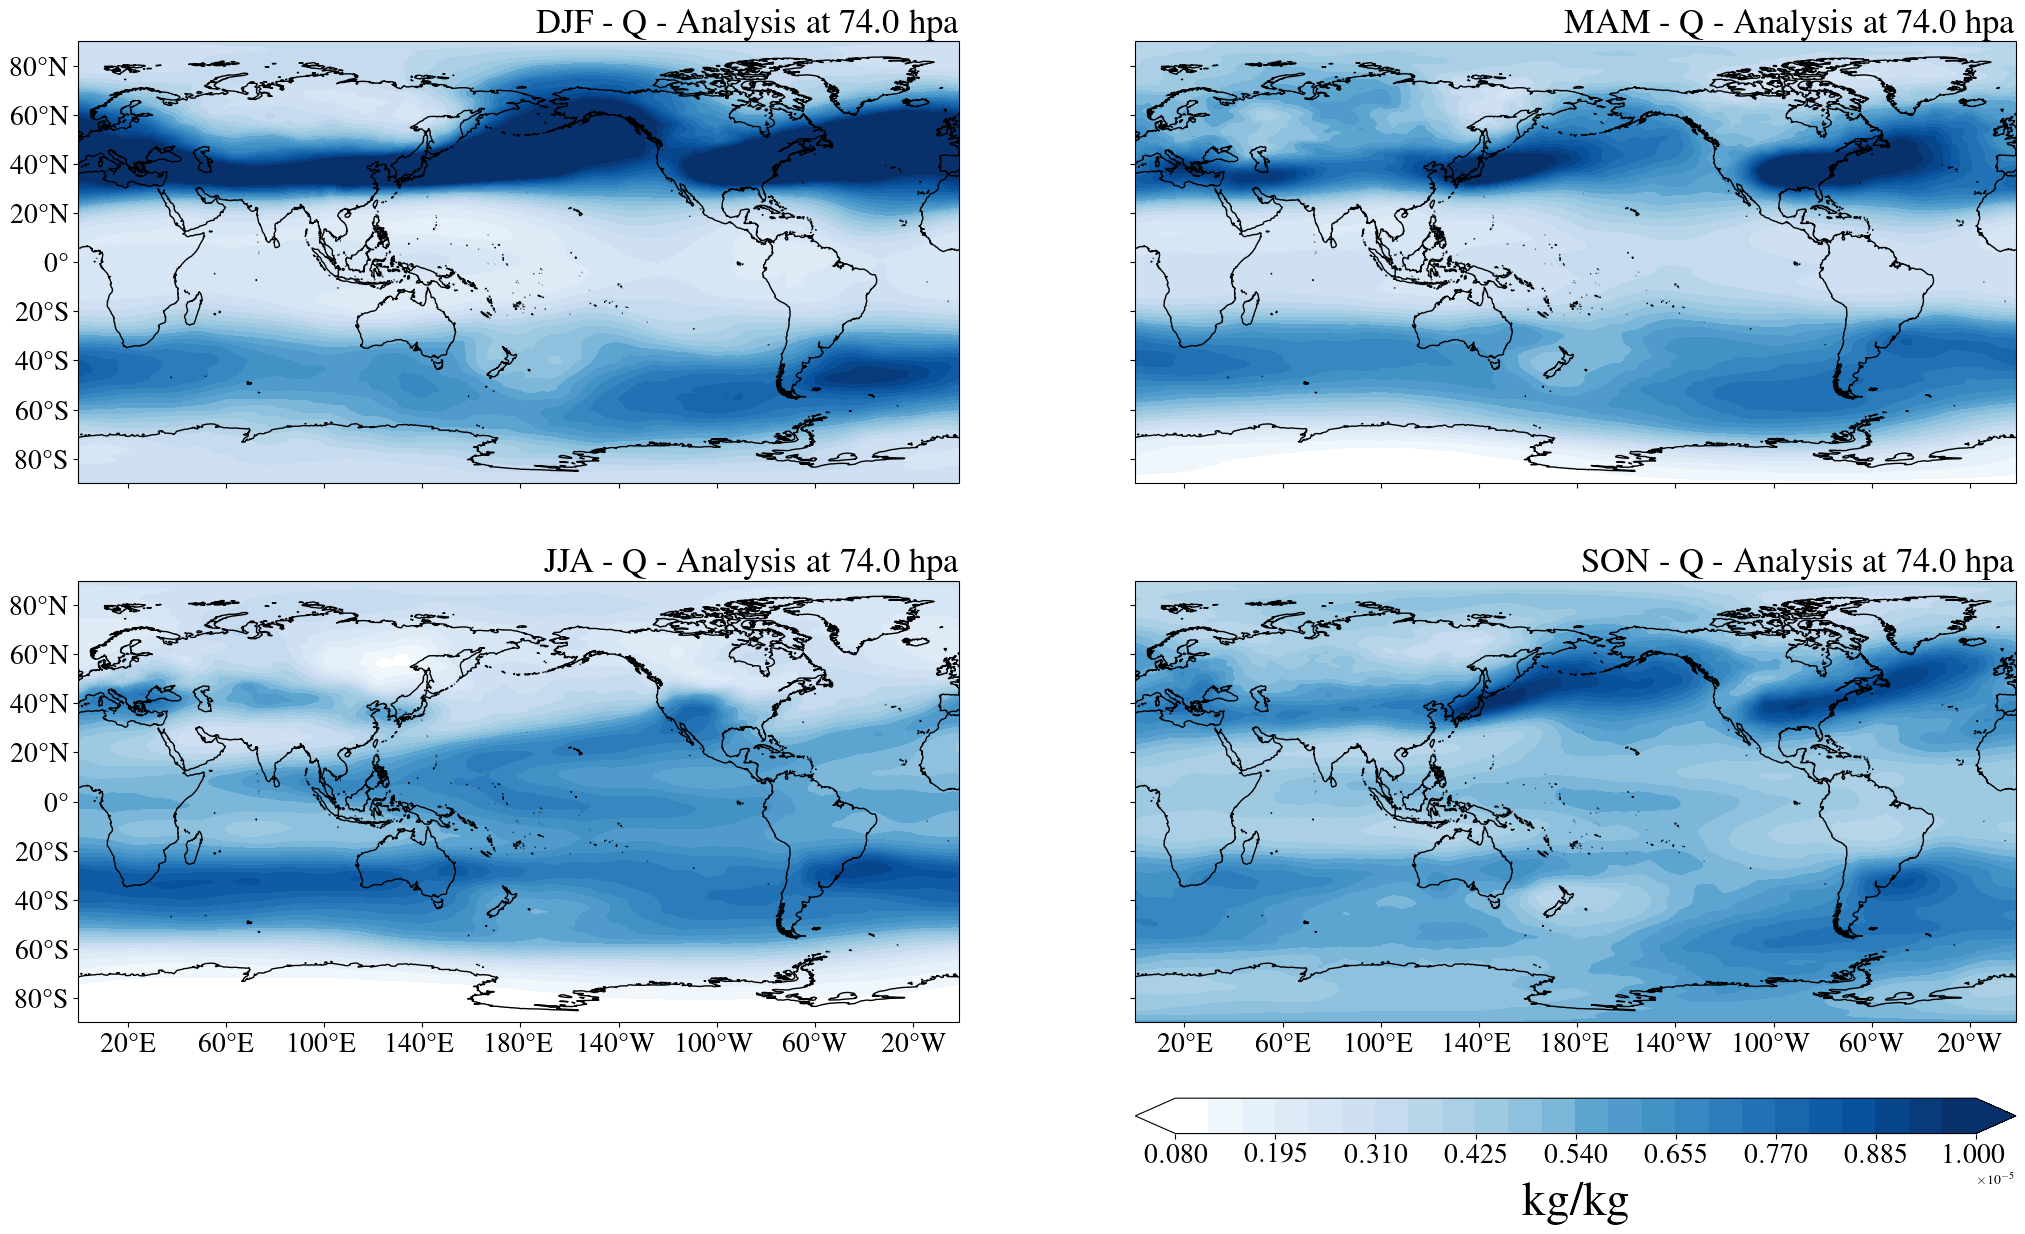 DJF - Q - Analysis at 74.0 hpa
MAM - Q - Analysis at 74.0 hpa
80°N
60°N
40°N
20°N
0°
20°S
40°S
60°S
80°S
JJA - Q - Analysis at 74.0 hpa
SON - Q - Analysis at 74.0 hpa
80°N
60°N
40°N
20°N
0°
20°S
40°S
60°S
80°S
20°E 60°E 100°E 140°E 180°E 140°W 100°W 60°W 20°W
20°E 60°E 100°E 140°E 180°E 140°W 100°W 60°W 20°W
0.080 0.195 0.310 0.425 0.540 0.655 0.770 0.885 1.000
×10⁻⁵
kg/kg